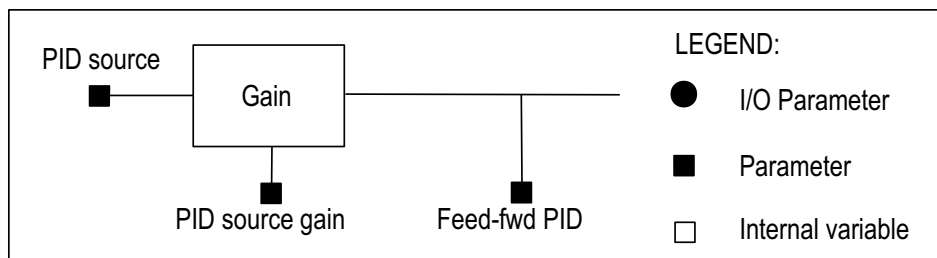 PID source
Gain
PID source gain
Feed-fwd PID
LEGEND:
I/O Parameter
Parameter
Internal variable